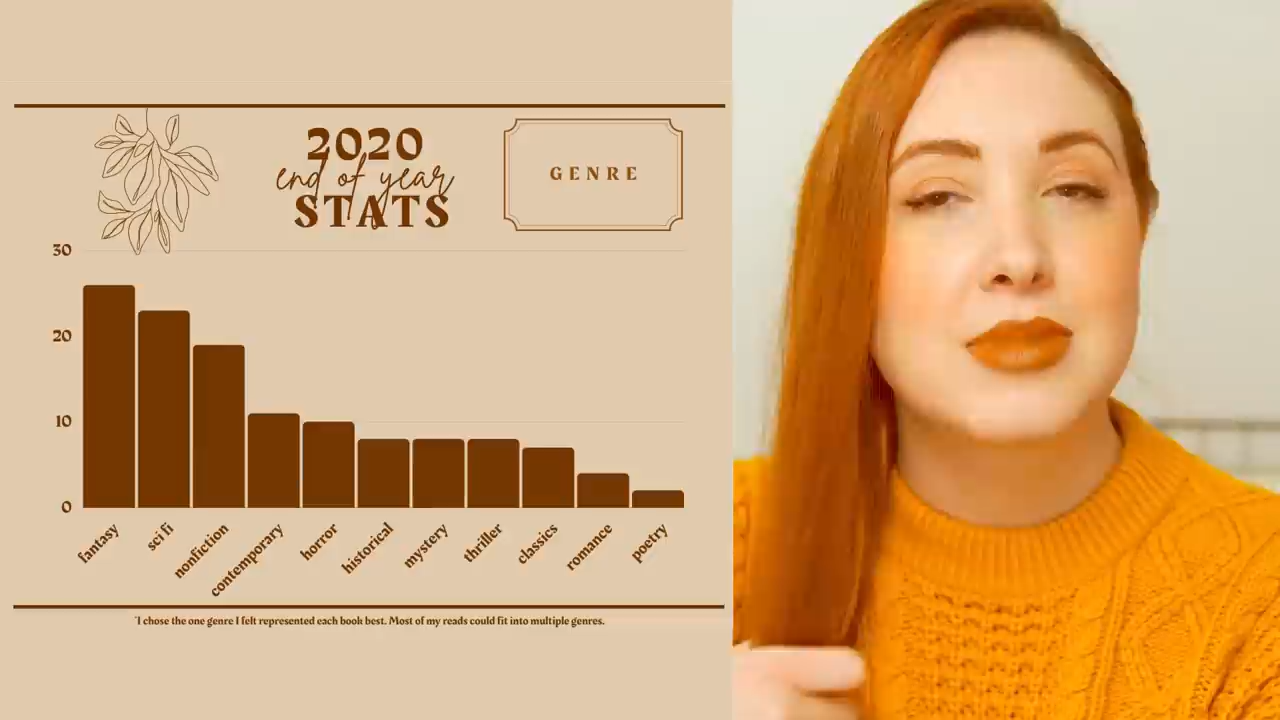 2020
end of year
STATS
GENRE
30
20
10
0
fantasy
sci fi
nonfiction
contemporary
horror
historical
mystery
thriller
classics
romance
poetry
*I chose the one genre I felt represented each book best. Most of my reads could fit into multiple genres.